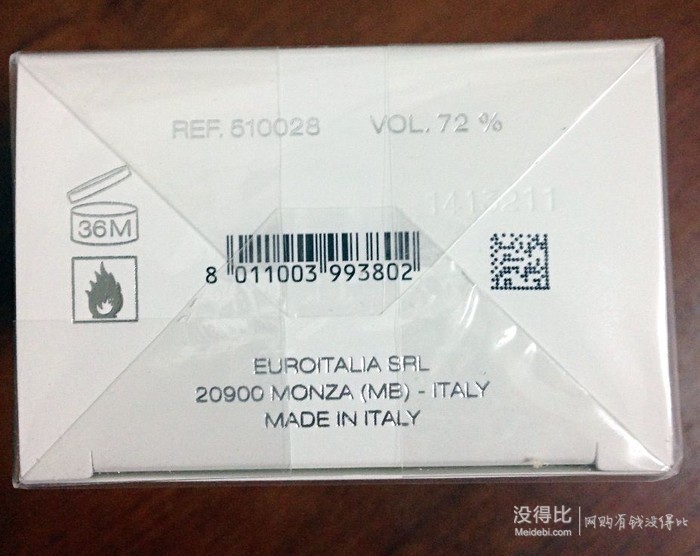 REF. 510028 VOL. 72 %
1413211
36M
8 011003 993802
EUROITALIA SRL
20900 MONZA (MB) - ITALY
MADE IN ITALY
没得比
Meidebi.com
网购有钱没得比